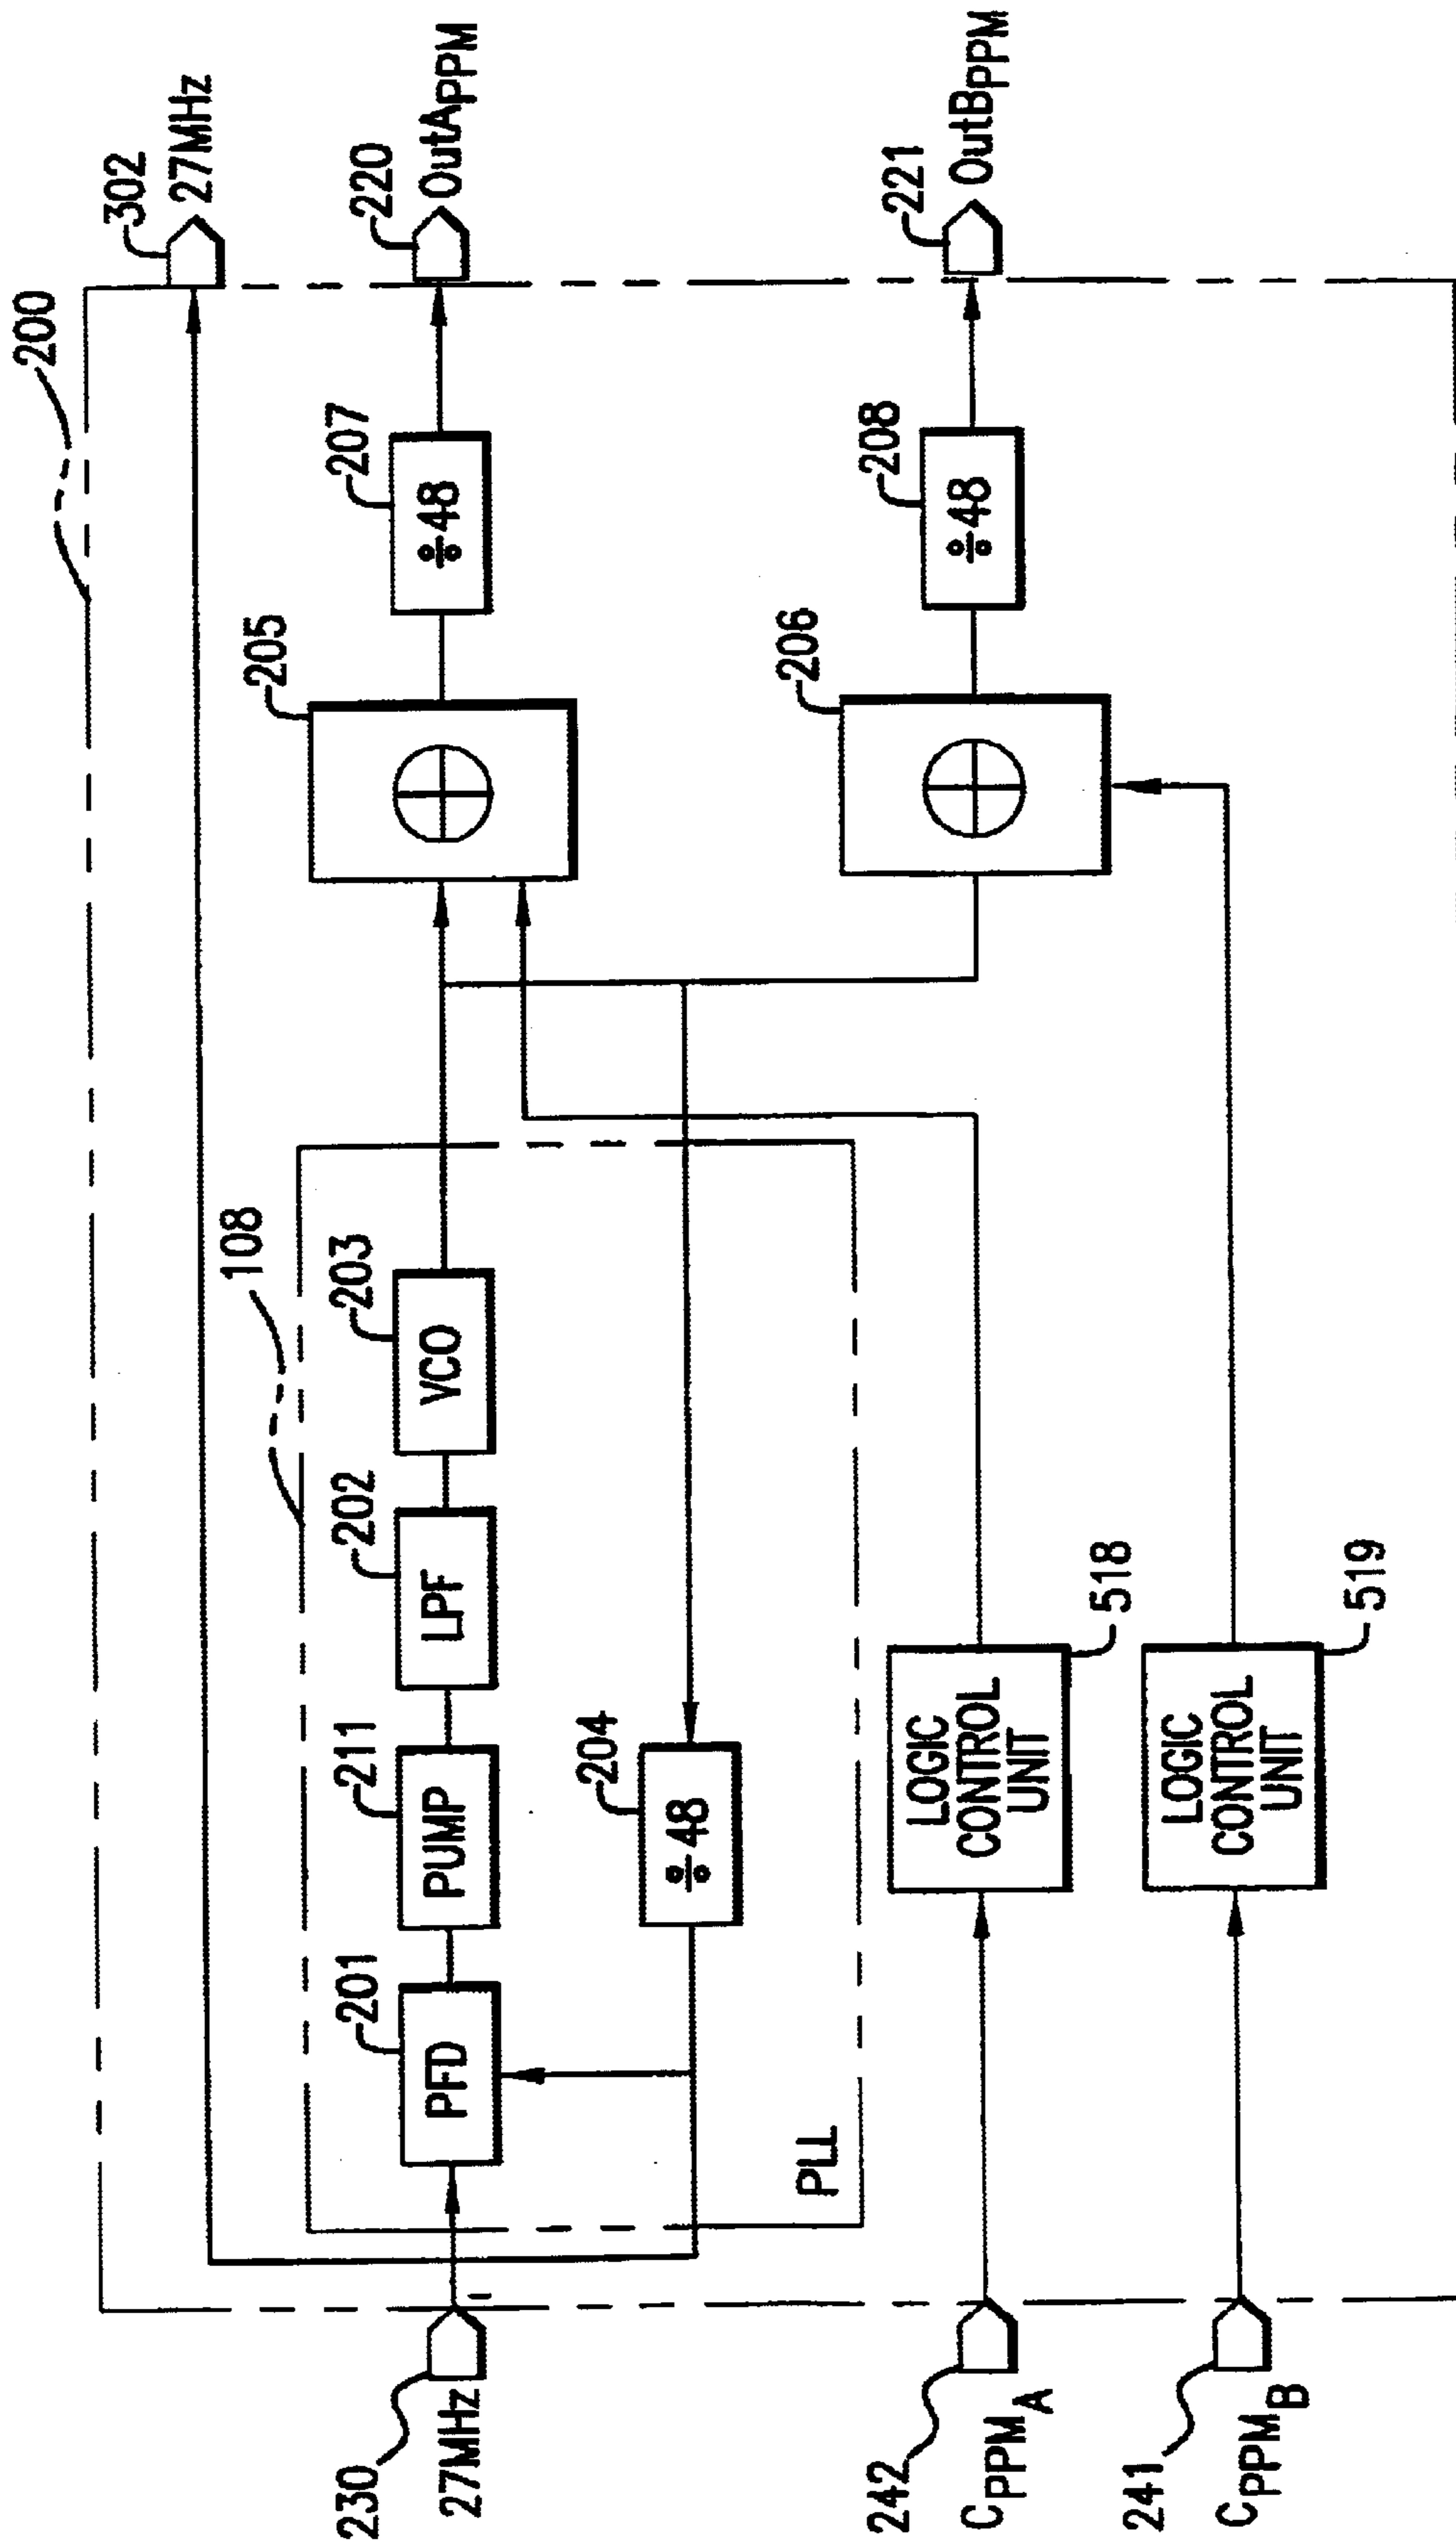 200
302
27MHz
108
230
27MHz
201
PFD
211
PUMP
202
LPF
203
VCO
205
207
÷48
220
OutAPPM
204
÷48
PLL
206
208
÷48
221
OutBPPM
242
CPPMA
LOGIC
CONTROL
UNIT
518
241
CPPMB
LOGIC
CONTROL
UNIT
519